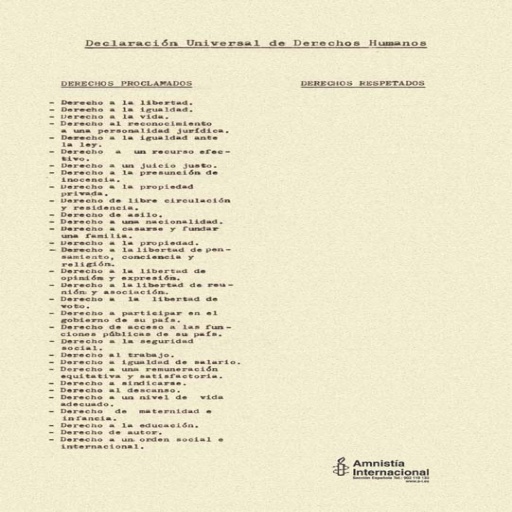 Declaración Universal de Derechos Humanos
DERECHOS PROCLAMADOS
DERECHOS RESPETADOS
- Derecho a la libertad.
- Derecho a la igualdad.
- Derecho a la vida.
- Derecho al reconocimiento
a una personalidad jurídica.
- Derecho a la igualdad ante
la ley.
- Derecho a un recurso efec-
tivo.
- Derecho a un juicio justo.
- Derecho a la presunción de
inocencia.
- Derecho a la propiedad
privada.
- Derecho de libre circulación
y residencia.
- Derecho de asilo.
- Derecho a una nacionalidad.
- Derecho a casarse y fundar
una familia.
- Derecho a la propiedad.
- Derecho a la libertad de pen-
samiento, conciencia y
religión.
- Derecho a la libertad de
opinión y expresión.
- Derecho a la libertad de reu-
nión y asociación.
- Derecho a la libertad de
voto.
- Derecho a participar en el
gobierno de su país.
- Derecho de acceso a las fun-
ciones públicas de su país.
- Derecho a la seguridad
social.
- Derecho al trabajo.
- Derecho a igualdad de salario.
- Derecho a una remuneración
equitativa y satisfactoria.
- Derecho a sindicarse.
- Derecho al descanso.
- Derecho a un nivel de vida
adecuado.
- Derecho de maternidad e
infancia.
- Derecho a la educación.
- Derecho de autor.
- Derecho a un orden social e
internacional.
Amnistía
Internacional
Sección Española Tel.: 902 119 133